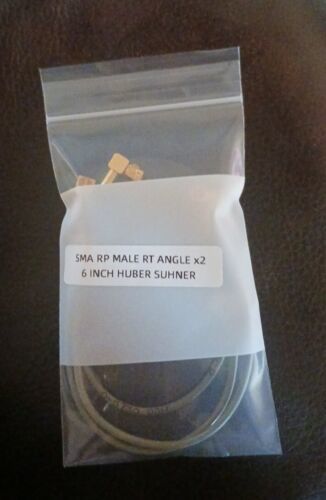 SMA RP MALE RT ANGLE x2
6 INCH HUBER SUHNER